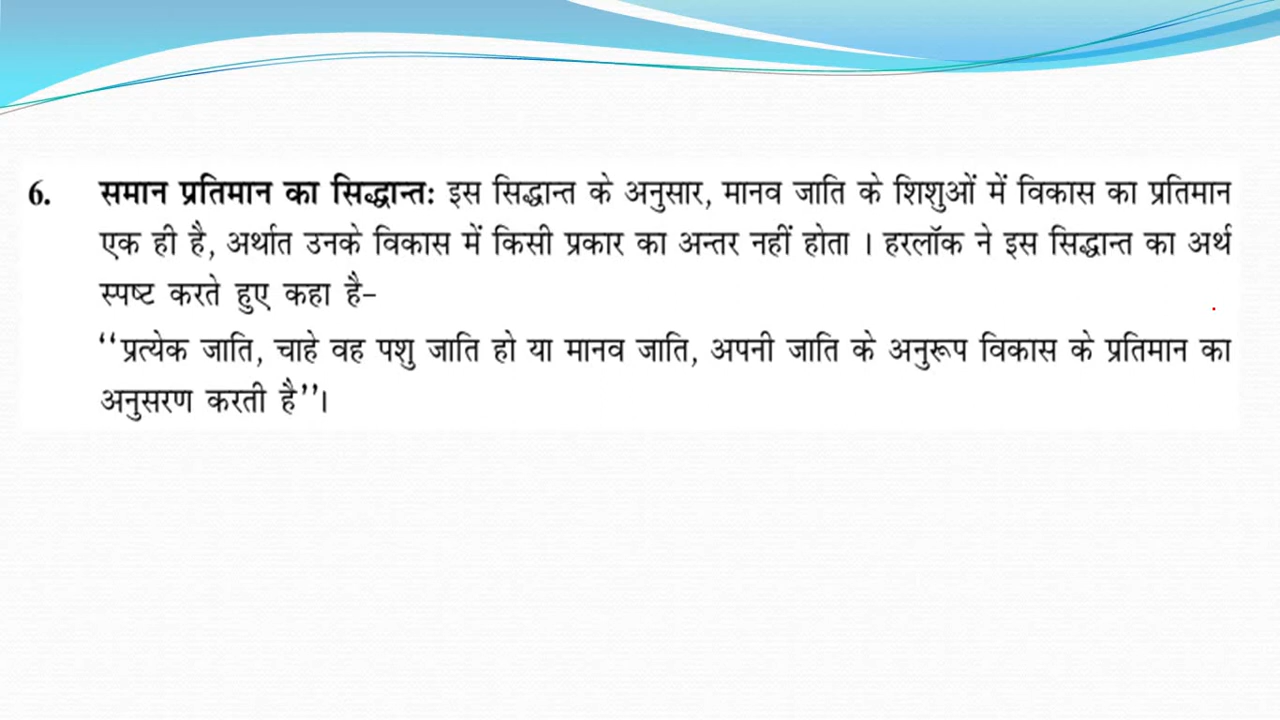 6. समान प्रतिमान का सिद्धान्तः इस सिद्धान्त के अनुसार, मानव जाति के शिशुओं में विकास का प्रतिमान
एक ही है, अर्थात उनके विकास में किसी प्रकार का अन्तर नहीं होता । हरलॉक ने इस सिद्धान्त का अर्थ
स्पष्ट करते हुए कहा है–
‘‘प्रत्येक जाति, चाहे वह पशु जाति हो या मानव जाति, अपनी जाति के अनुरूप विकास के प्रतिमान का
अनुसरण करती है’’।